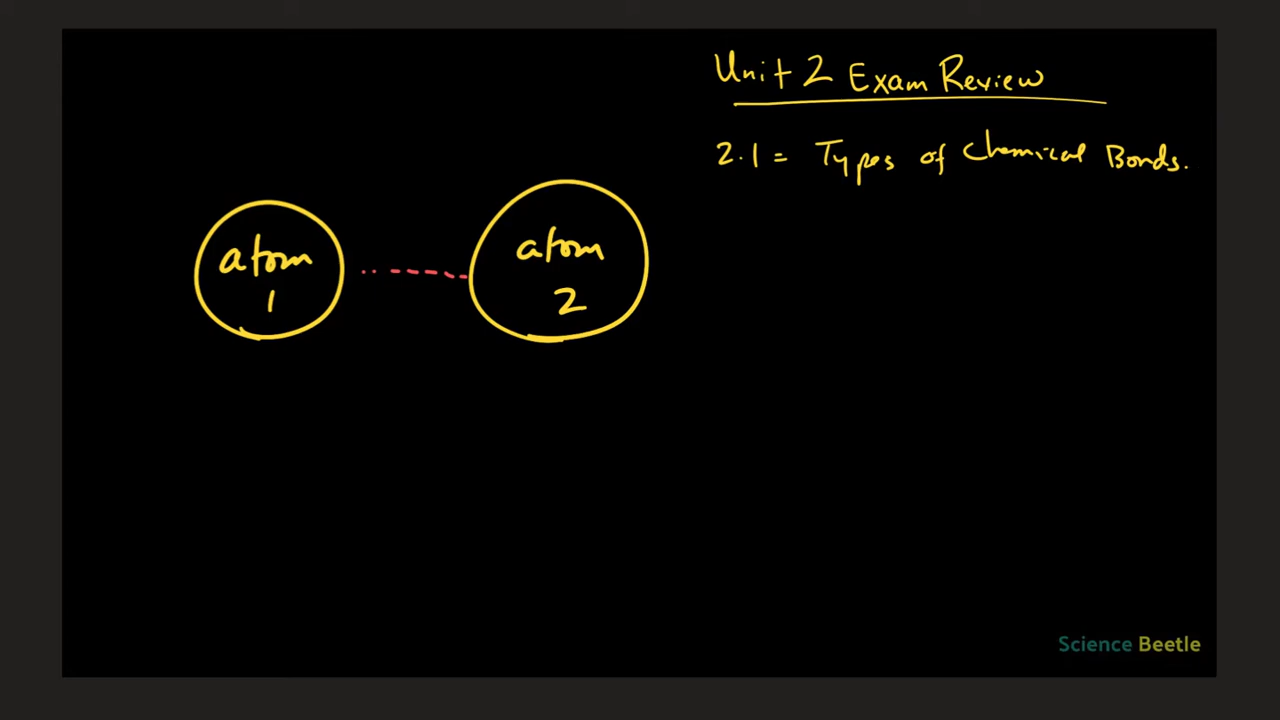 Unit 2 Exam Review
2.1 = Types of Chemical Bonds.
atom
1
atom
2
Science Beetle